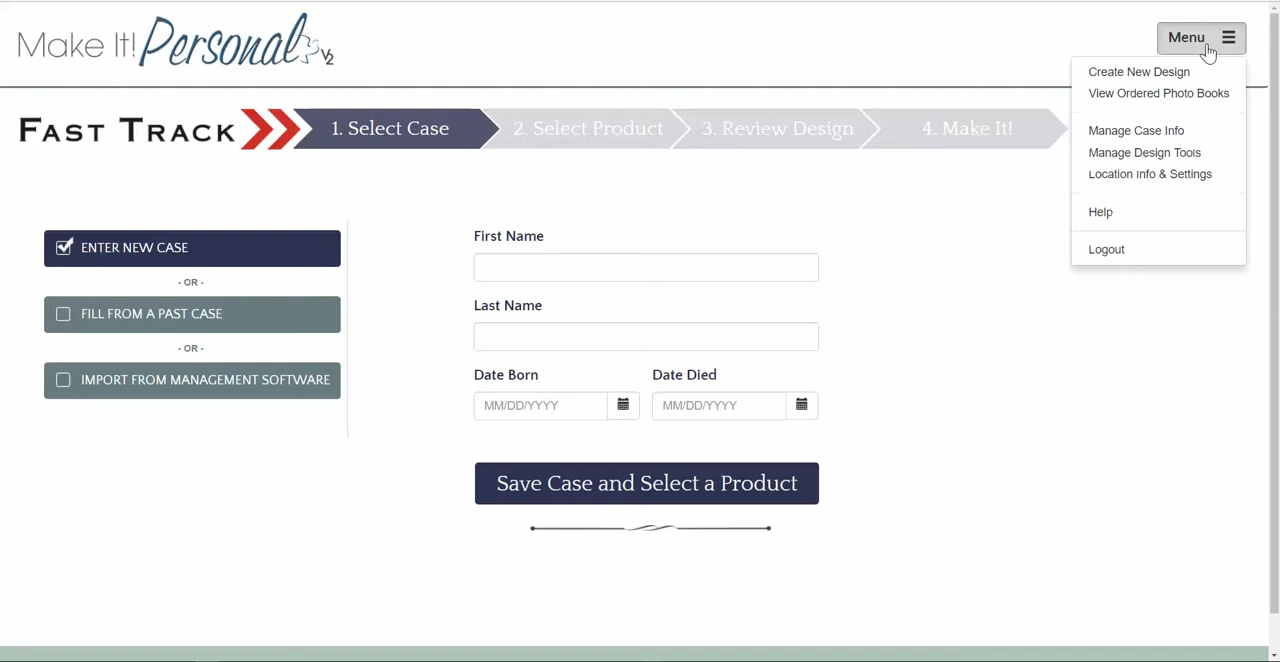 Make It! Personal V2
Menu
Create New Design
View Ordered Photo Books
Manage Case Info
Manage Design Tools
Location Info & Settings
Help
Logout
FAST TRACK
1. Select Case
2. Select Product
3. Review Design
4. Make It!
ENTER NEW CASE
- OR -
FILL FROM A PAST CASE
- OR -
IMPORT FROM MANAGEMENT SOFTWARE
First Name
Last Name
Date Born
Date Died
MM/DD/YYYY
MM/DD/YYYY
Save Case and Select a Product